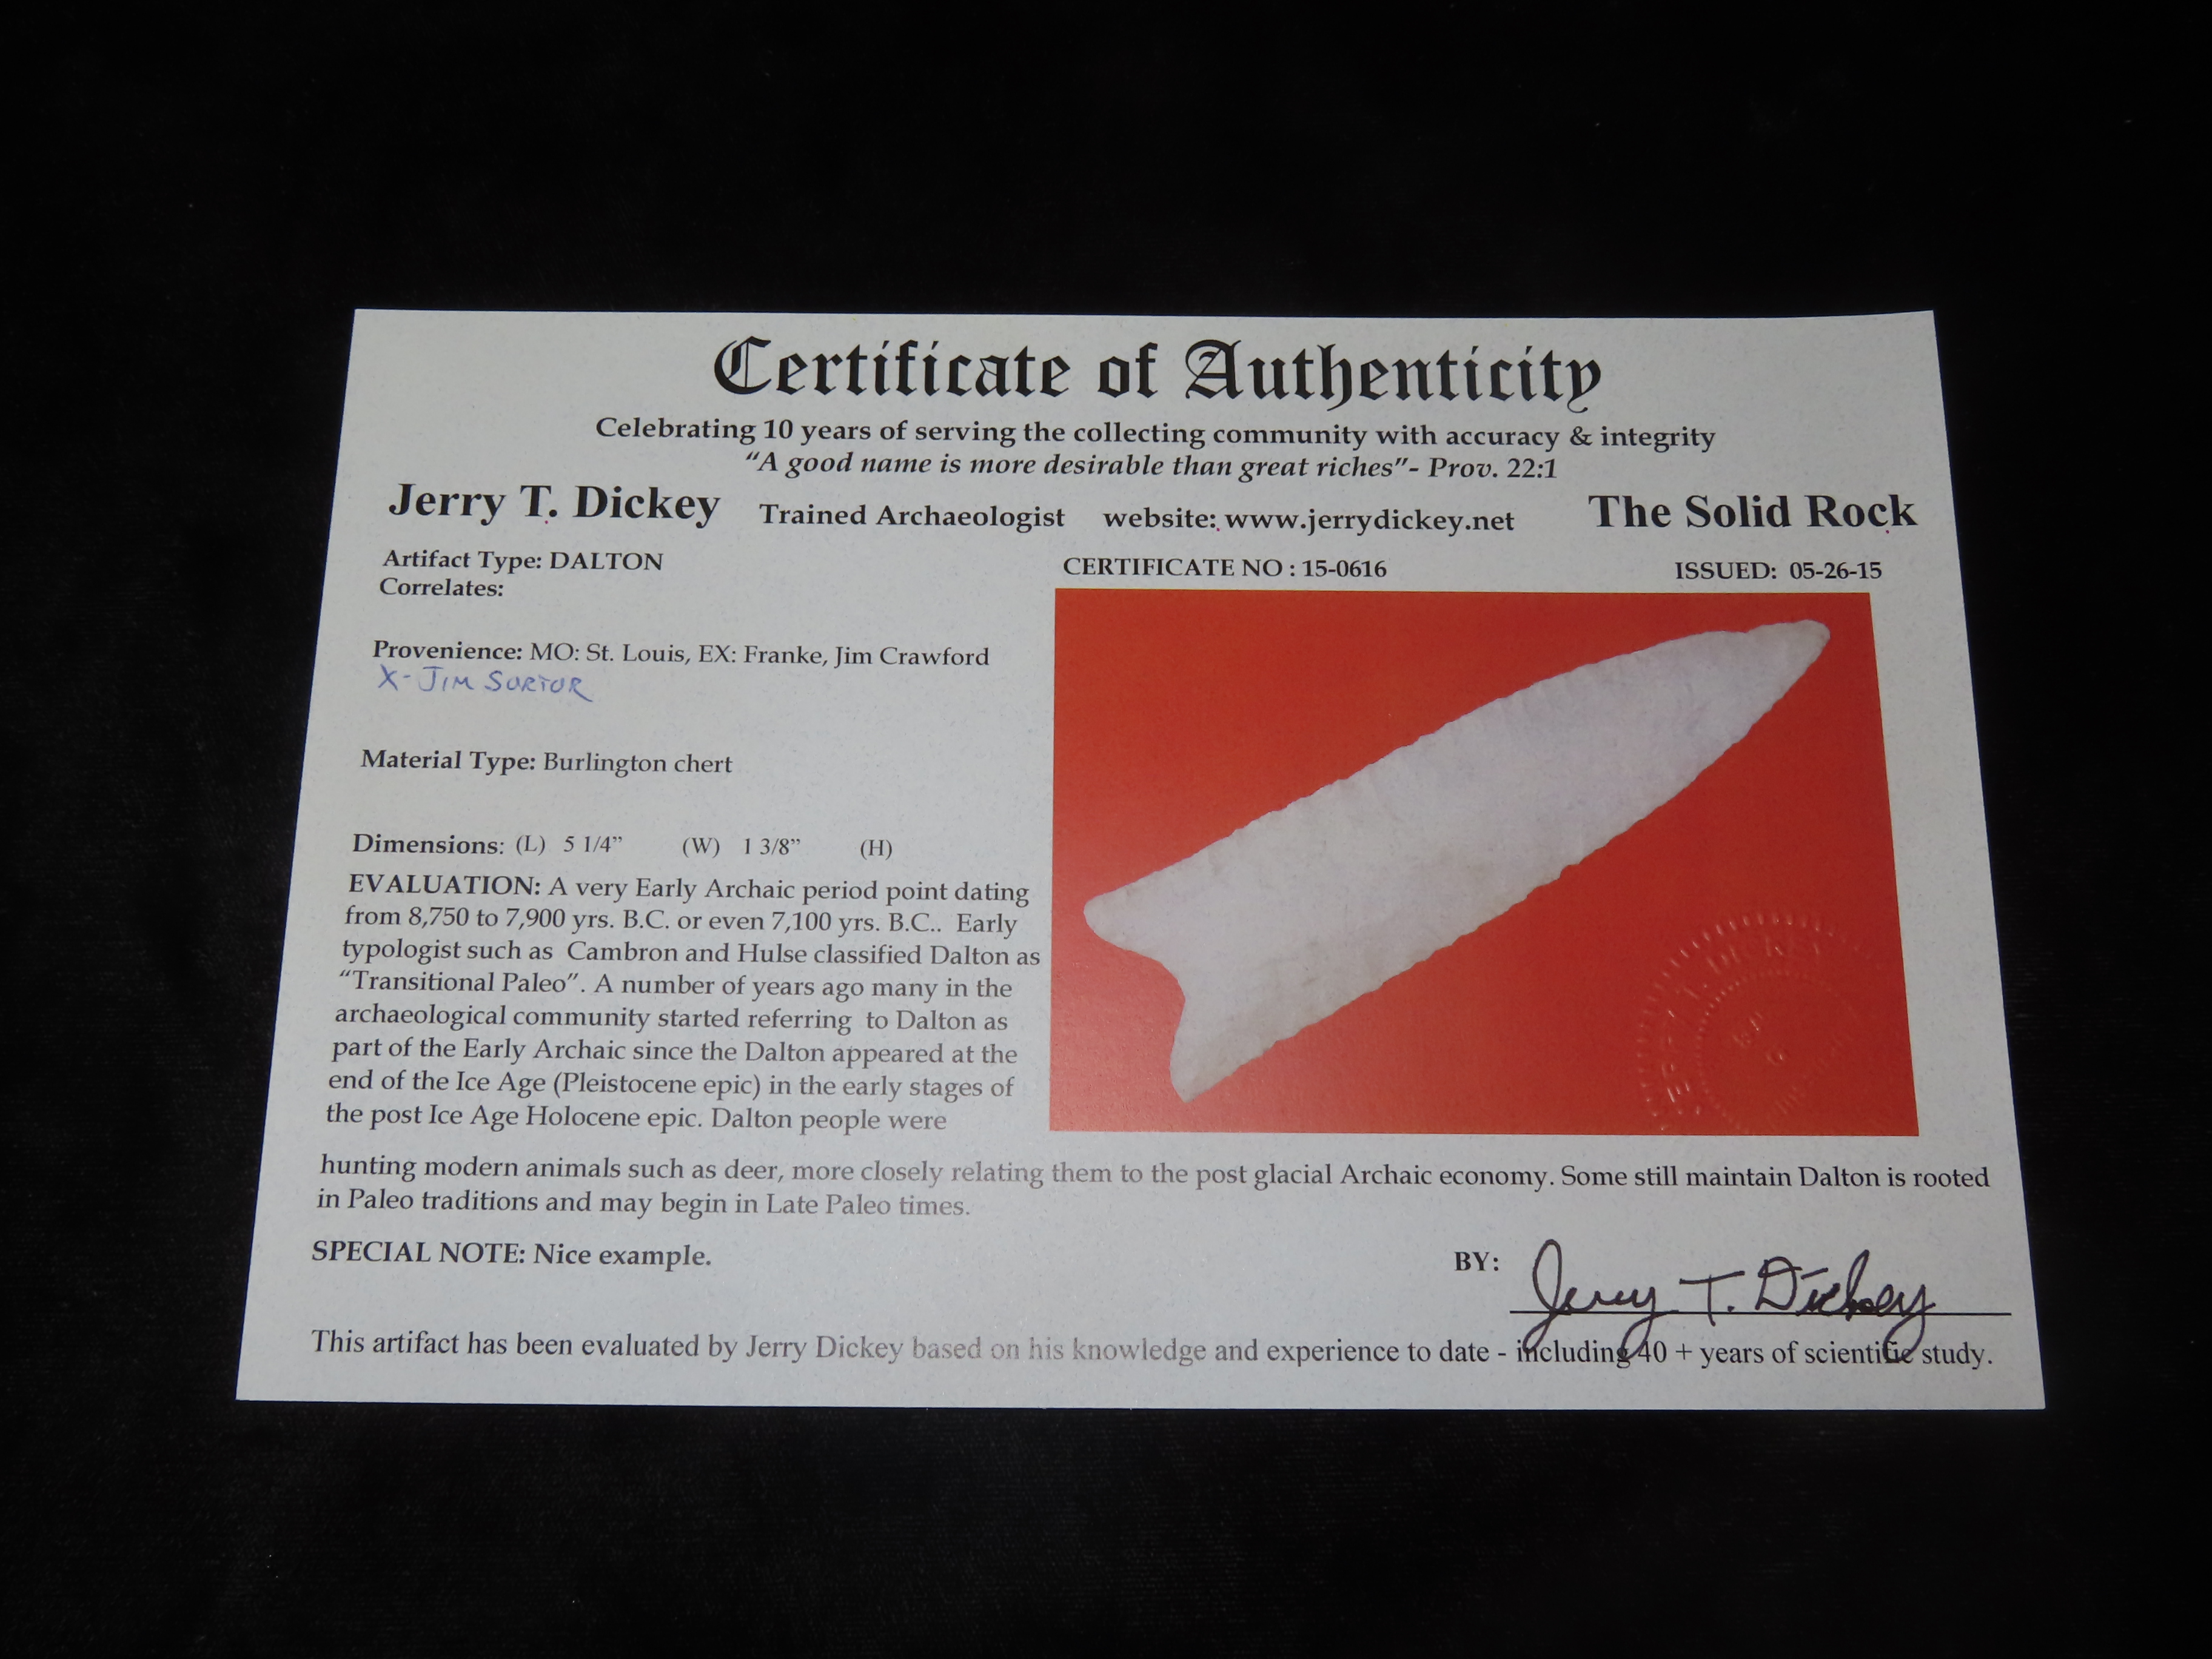 Certificate of Authenticity
Celebrating 10 years of serving the collecting community with accuracy & integrity
"A good name is more desirable than great riches"- Prov. 22:1
Jerry T. Dickey Trained Archaeologist website: www.jerrydickey.net The Solid Rock
Artifact Type: DALTON
Correlates:
CERTIFICATE NO : 15-0616 ISSUED: 05-26-15
Provenience: MO: St. Louis, EX: Franke, Jim Crawford
X- JIM SURTUR
Material Type: Burlington chert
Dimensions: (L) 5 1/4” (W) 1 3/8” (H)
EVALUATION: A very Early Archaic period point dating
from 8,750 to 7,900 yrs. B.C. or even 7,100 yrs. B.C.. Early
typologist such as Cambron and Hulse classified Dalton as
“Transitional Paleo”. A number of years ago many in the
archaeological community started referring to Dalton as
part of the Early Archaic since the Dalton appeared at the
end of the Ice Age (Pleistocene epic) in the early stages of
the post Ice Age Holocene epic. Dalton people were
hunting modern animals such as deer, more closely relating them to the post glacial Archaic economy. Some still maintain Dalton is rooted
in Paleo traditions and may begin in Late Paleo times.
SPECIAL NOTE: Nice example.
BY: Jerry T. Dickey
This artifact has been evaluated by Jerry Dickey based on his knowledge and experience to date - including 40 + years of scientific study.
T. DICKEY